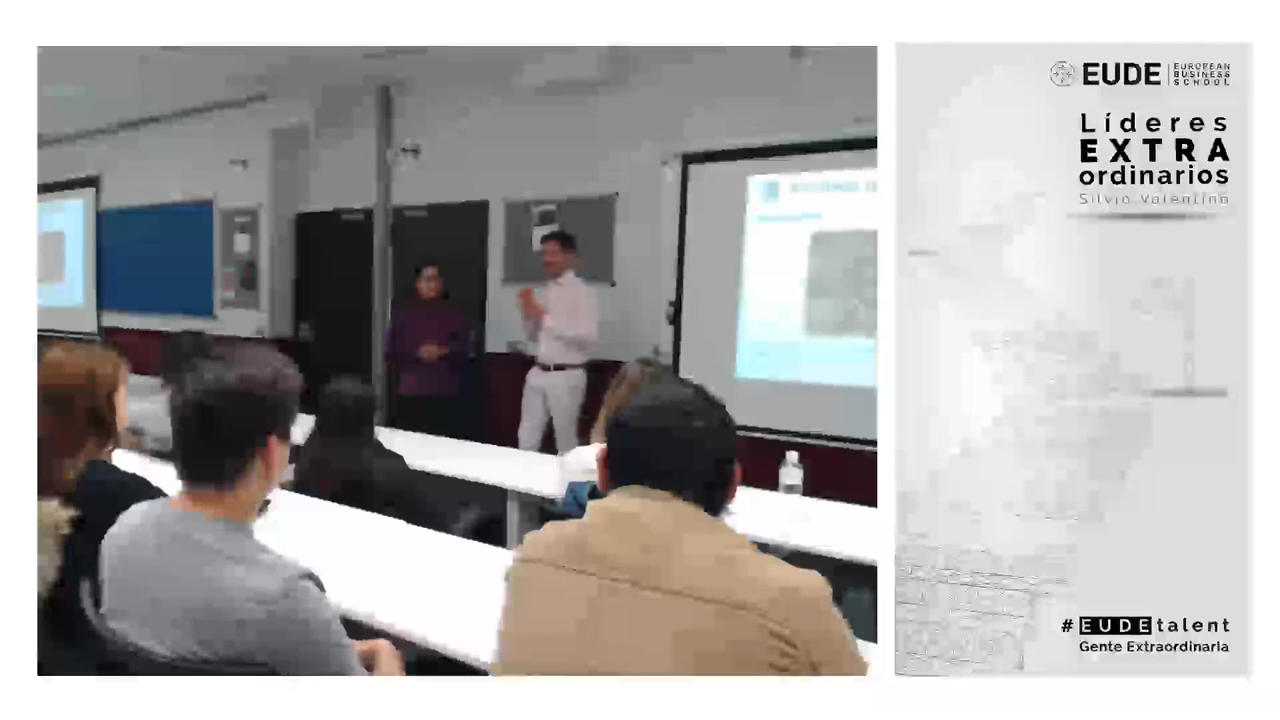 EUDE
EUROPEAN
BUSINESS
SCHOOL
Líderes
EXTRA
ordinarios
Silvio Valentino
#EUDEtalent
Gente Extraordinaria